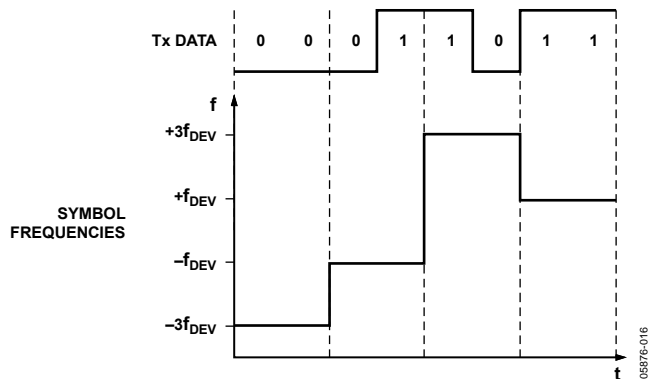 Tx DATA 0 0 0 1 1 0 1 1
f
+3fDEV
+fDEV
SYMBOL
FREQUENCIES
–fDEV
–3fDEV
t
05876-016